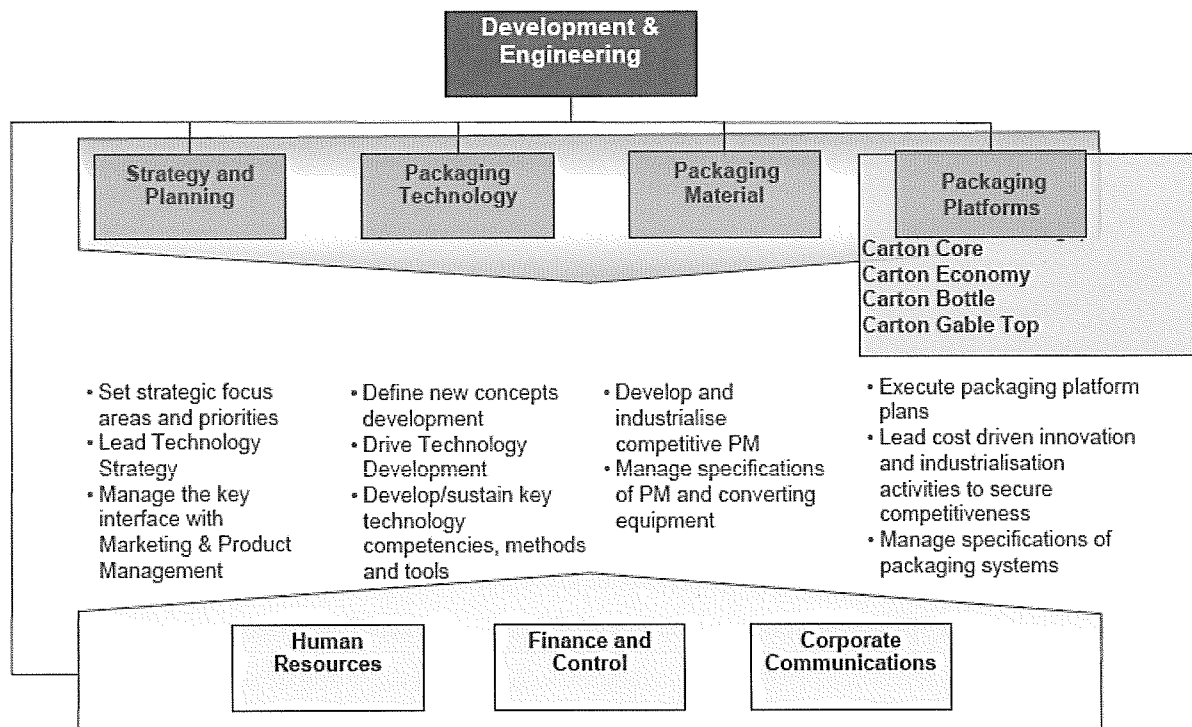 Development &
Engineering
Strategy and
Planning
Packaging
Technology
Packaging
Material
Packaging
Platforms
Carton Core
Carton Economy
Carton Bottle
Carton Gable Top
• Set strategic focus
areas and priorities
• Lead Technology
Strategy
• Manage the key
interface with
Marketing & Product
Management
• Define new concepts
development
• Drive Technology
Development
• Develop/sustain key
technology
competencies, methods
and tools
• Develop and
industrialise
competitive PM
• Manage specifications
of PM and converting
equipment
• Execute packaging platform
plans
• Lead cost driven innovation
and industrialisation
activities to secure
competitiveness
• Manage specifications of
packaging systems
Human
Resources
Finance and
Control
Corporate
Communications